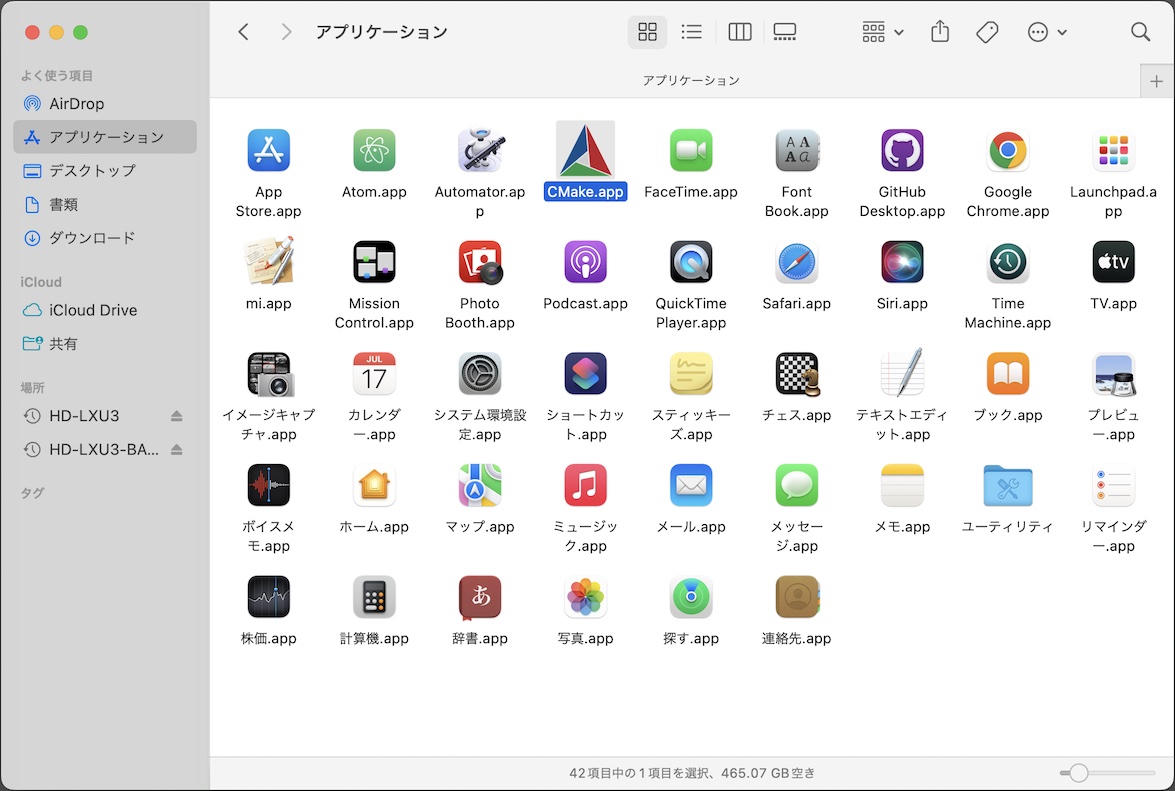 アプリケーション
アプリケーション
よく使う項目
AirDrop
アプリケーション
デスクトップ
書類
ダウンロード
iCloud
iCloud Drive
共有
場所
HD-LXU3
HD-LXU3-BA...
タグ
App
Store.app
Atom.app
Automator.ap
p
CMake.app
FaceTime.app
A A
A a
Font
Book.app
GitHub
Desktop.app
Google
Chrome.app
Launchpad.a
pp
mi.app
Mission
Control.app
Photo
Booth.app
Podcast.app
QuickTime
Player.app
Safari.app
Siri.app
Time
Machine.app
tv
TV.app
イメージキャプ
チャ.app
JUL
17
カレンダ
ー.app
システム環境設
定.app
ショートカッ
ト.app
スティッキー
ズ.app
チェス.app
テキストエディ
ット.app
ブック.app
プレビュ
ー.app
ボイスメ
モ.app
ホーム.app
マップ.app
ミュージッ
ク.app
メール.app
メッセー
ジ.app
メモ.app
ユーティリティ
リマインダ
ー.app
株価.app
計算機.app
あ
辞書.app
写真.app
探す.app
連絡先.app
42項目中の1項目を選択、465.07 GB空き